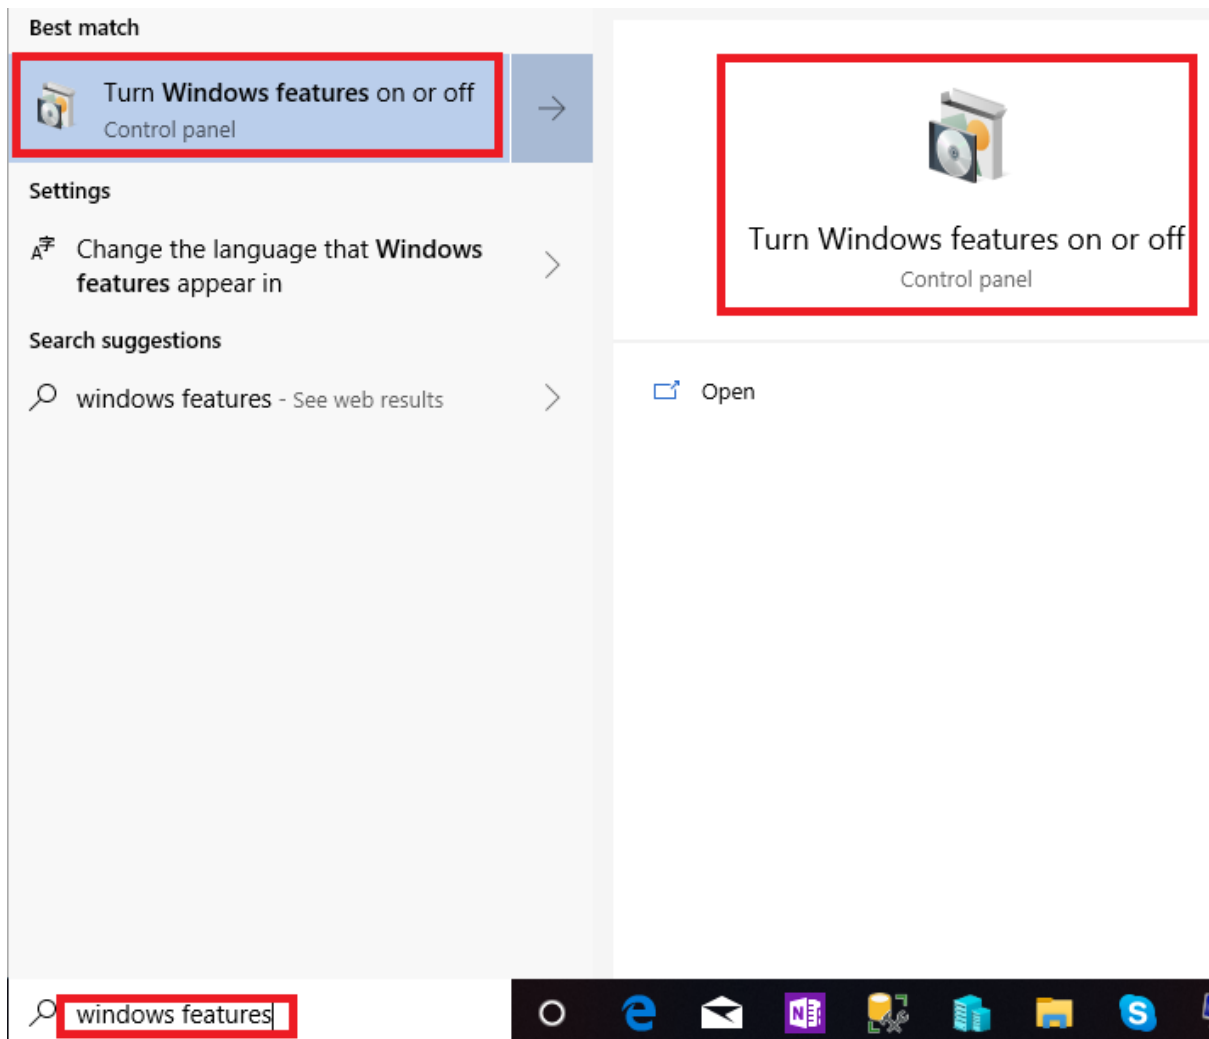 Best match
Turn Windows features on or off
Control panel
Settings
Change the language that Windows
features appear in
Search suggestions
windows features - See web results
Turn Windows features on or off
Control panel
Open
windows features